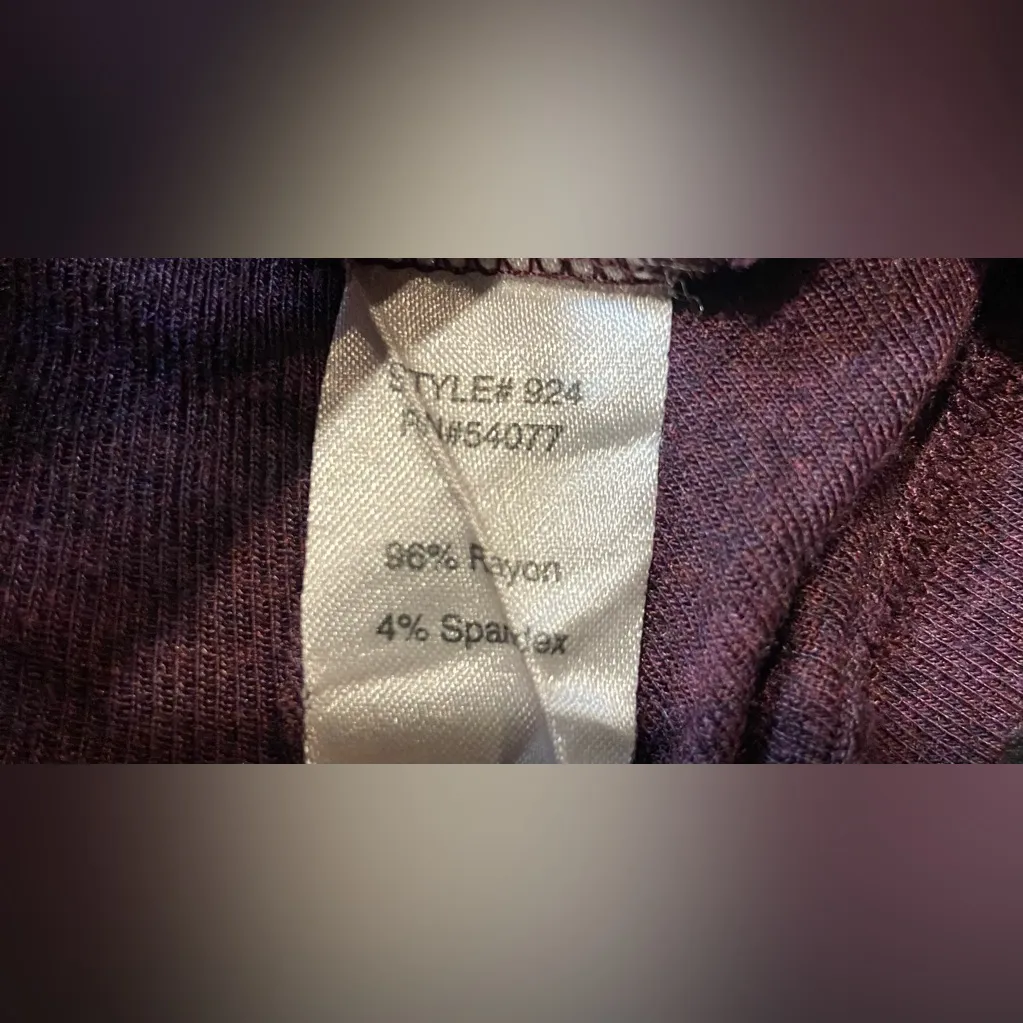 STYLE# 924
RN#54077
96% Rayon
4% Spandex